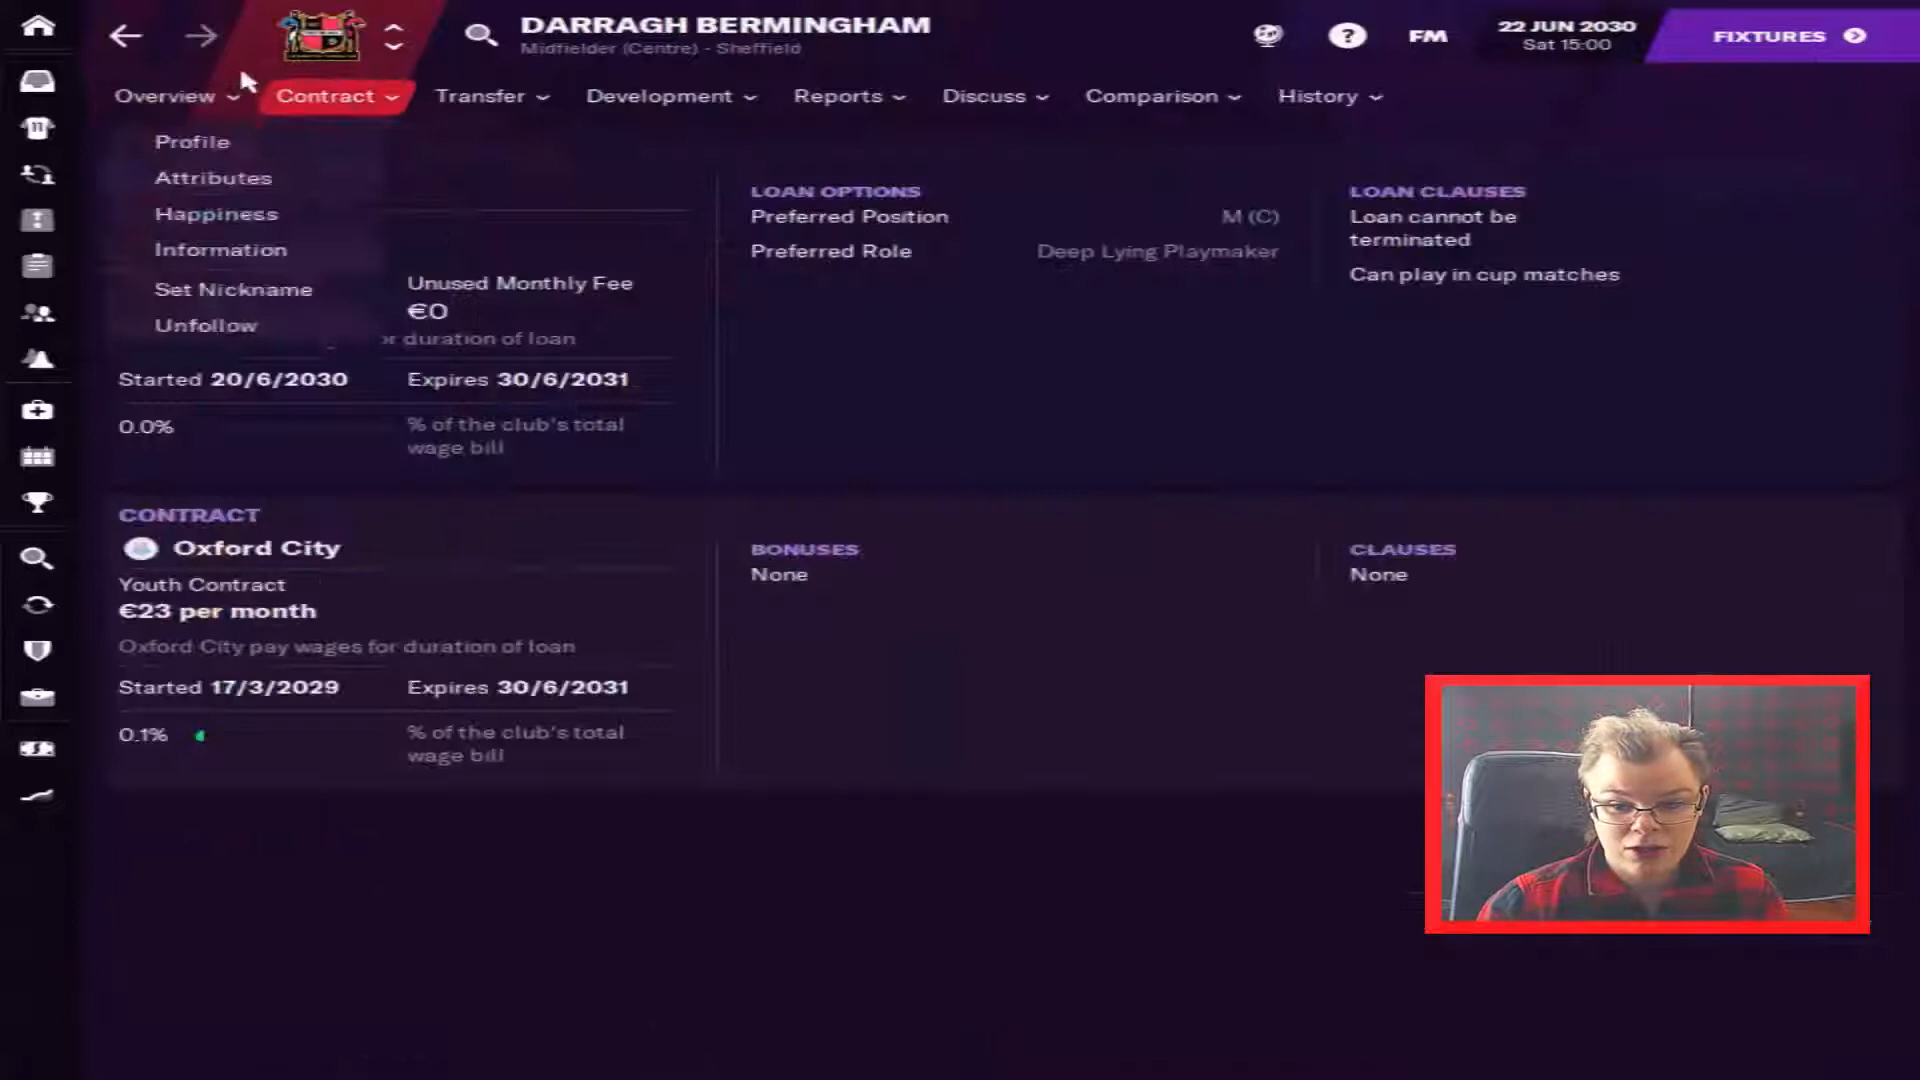 DARRAGH BERMINGHAM
Midfielder (Centre) - Sheffield
FM
22 JUN 2030
Sat 15:00
FIXTURES
Overview
Contract
Transfer
Development
Reports
Discuss
Comparison
History
Profile
Attributes
Happiness
Information
Set Nickname
Unfollow
Unused Monthly Fee
€0
duration of loan
Started 20/6/2030
Expires 30/6/2031
0.0%
% of the club's total
wage bill
LOAN OPTIONS
Preferred Position
M (C)
Preferred Role
Deep Lying Playmaker
LOAN CLAUSES
Loan cannot be
terminated
Can play in cup matches
CONTRACT
Oxford City
Youth Contract
€23 per month
Oxford City pay wages for duration of loan
Started 17/3/2029
Expires 30/6/2031
0.1%
% of the club's total
wage bill
BONUSES
None
CLAUSES
None